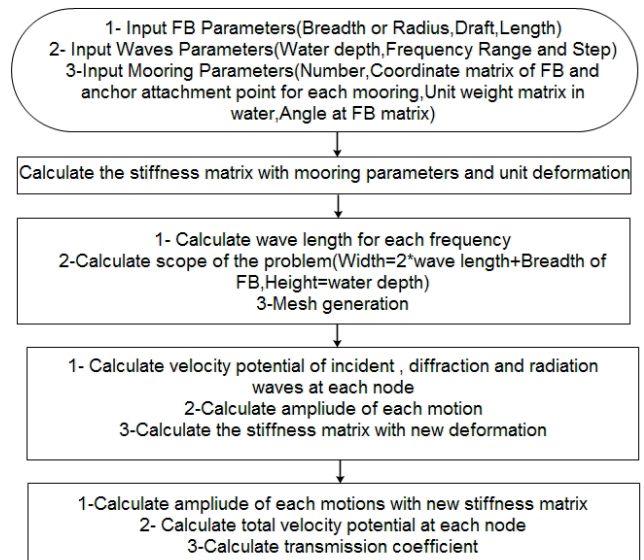 1- Input FB Parameters(Breadth or Radius,Draft,Length)
2- Input Waves Parameters(Water depth,Frequency Range and Step)
3-Input Mooring Parameters(Number,Coordinate matrix of FB and
anchor attachment point for each mooring,Unit weight matrix in
water,Angle at FB matrix)
Calculate the stiffness matrix with mooring parameters and unit deformation
1- Calculate wave length for each frequency
2-Calculate scope of the problem(Width=2*wave length+Breadth of
FB,Height=water depth)
3-Mesh generation
1- Calculate velocity potential of incident , diffraction and radiation
waves at each node
2-Calculate ampliude of each motion
3-Calculate the stiffness matrix with new deformation
1-Calculate ampliude of each motions with new stiffness matrix
2- Calculate total velocity potential at each node
3-Calculate transmission coefficient